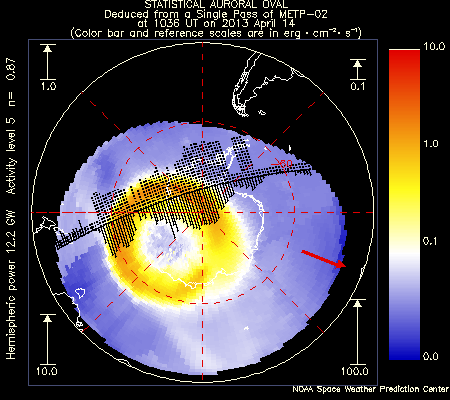 STATISTICAL AURORAL OVAL
Deduced from a Single Pass of METP-02
at 1036 UT on 2013 April 14
(Color bar and reference scales are in erg·cm⁻²·s⁻¹)
1.0
0.1
10.0
100.0
Hemispheric power 12.2 GW Activity level 5 n= 0.87
10.0
1.0
0.1
0.0
NOAA Space Weather Prediction Center